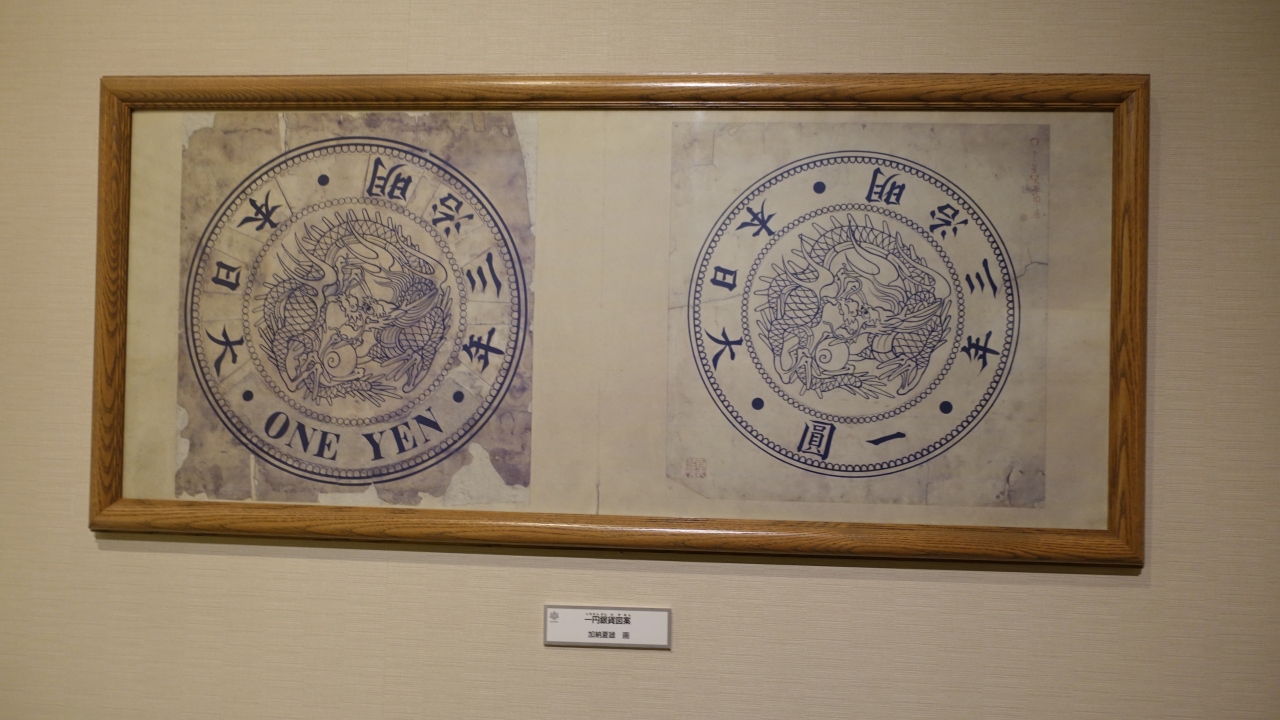 大日本・明治三年・
ONE YEN
大日本・明治三年・一圓・
一円銀貨図案
加納夏雄 画